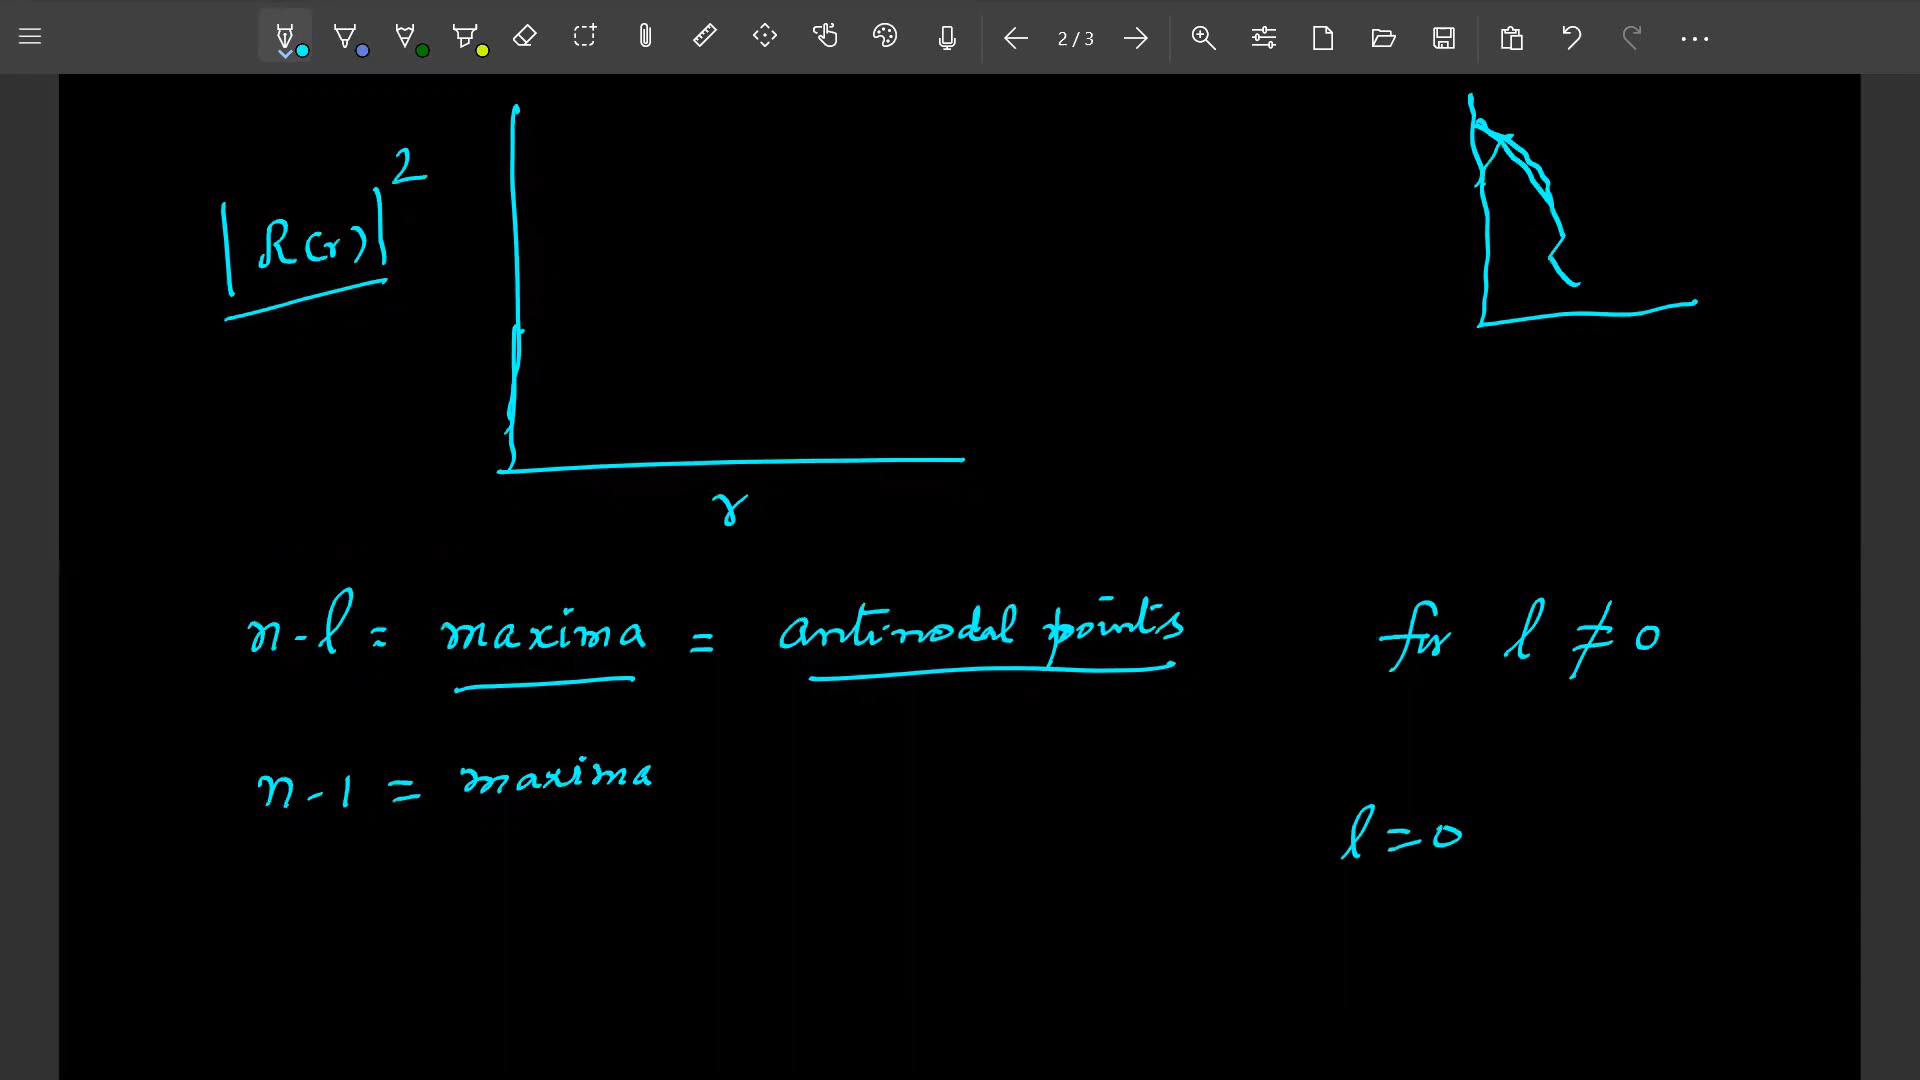 2 / 3
|R(r)|²
r
n-l = maxima = antinodal points for l ≠ 0
n-1 = maxima
l=0